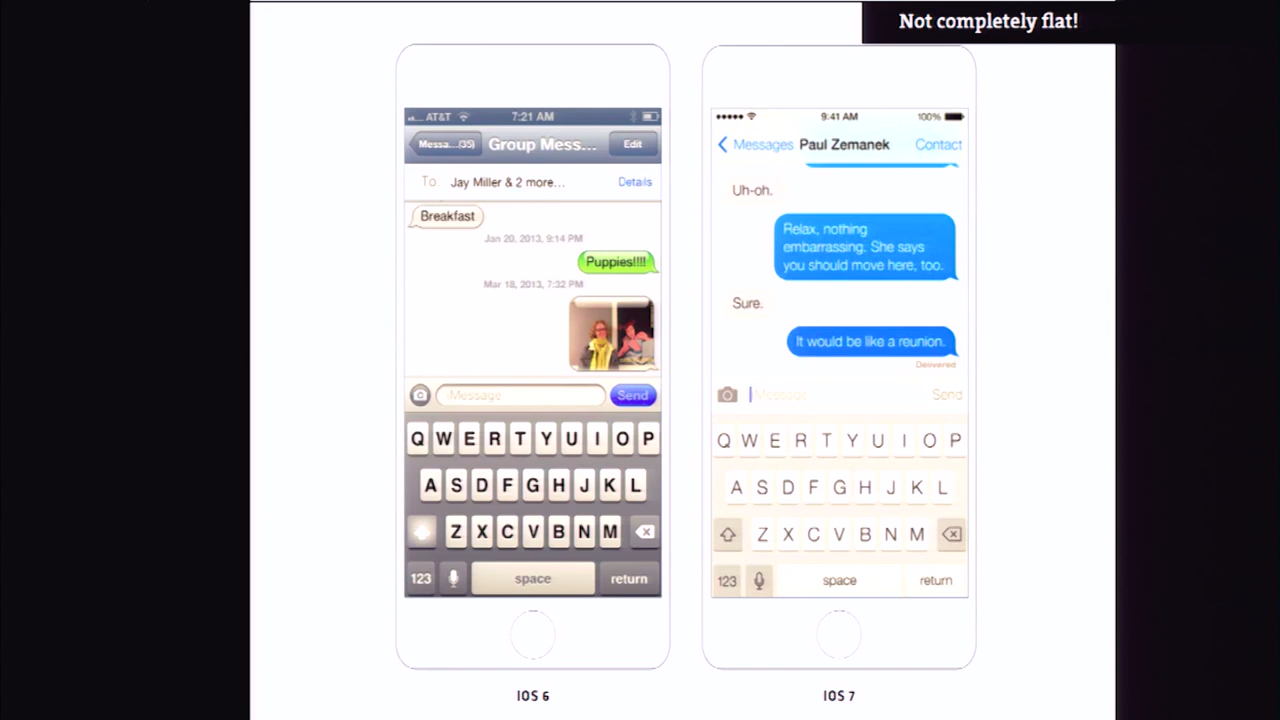 Not completely flat!
AT&T 7:21 AM
Messa...(35) Group Mess... Edit
To Jay Miller & 2 more... Details
Breakfast
Jan 20, 2013, 9:14 PM
Puppies!!!!
Mar 18, 2013, 7:32 PM
iMessage Send
Q W E R T Y U I O P
A S D F G H J K L
Z X C V B N M
123 space return
IOS 6
9:41 AM 100%
Messages Paul Zemanek Contact
Uh-oh.
Relax, nothing
embarrassing. She says
you should move here, too.
Sure.
It would be like a reunion.
Delivered
iMessage Send
Q W E R T Y U I O P
A S D F G H J K L
Z X C V B N M
123 space return
IOS 7